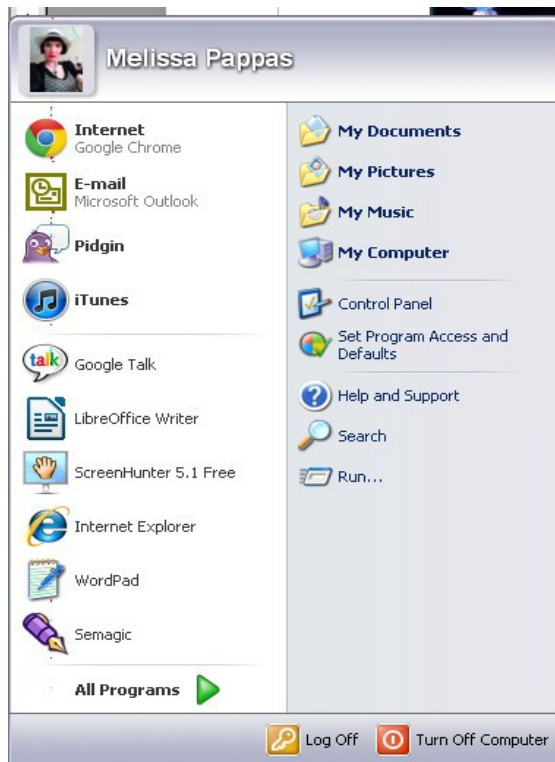 Melissa Pappas
Internet
Google Chrome
E-mail
Microsoft Outlook
Pidgin
iTunes
talk
Google Talk
LibreOffice Writer
ScreenHunter 5.1 Free
Internet Explorer
WordPad
Semagic
All Programs
My Documents
My Pictures
My Music
My Computer
Control Panel
Set Program Access and
Defaults
Help and Support
Search
Run...
Log Off
Turn Off Computer